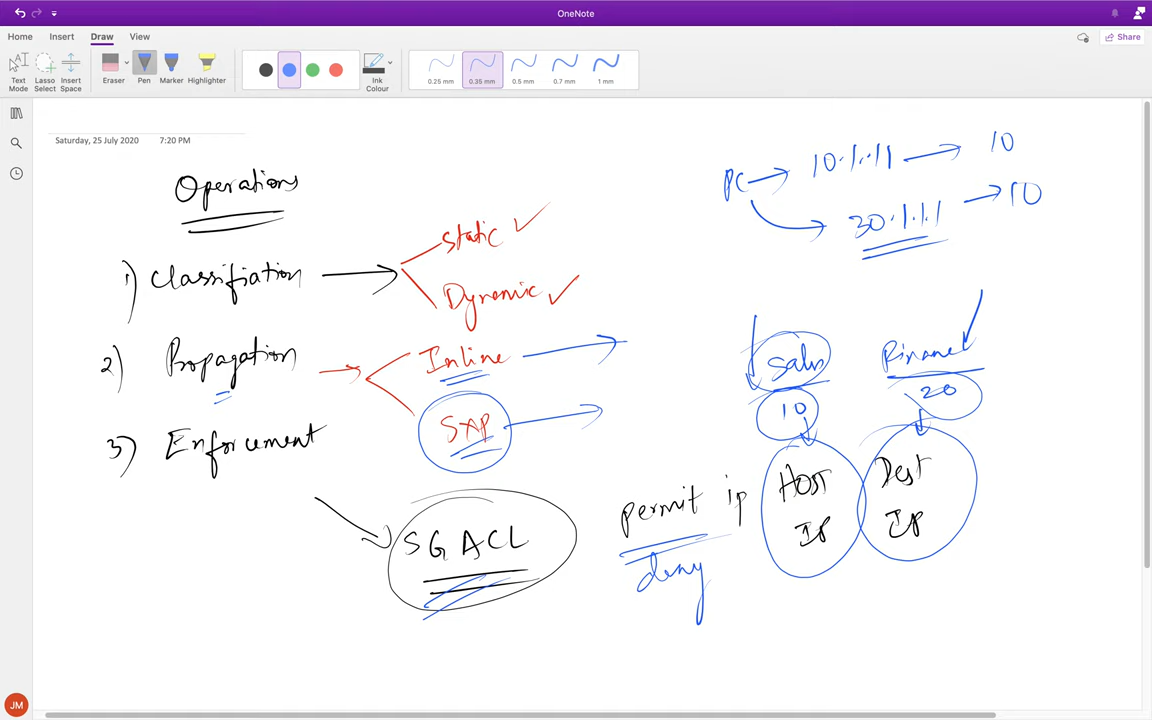 OneNote
Home Insert Draw View
Share
Text Mode
Lasso Select
Insert Space
Eraser
Pen
Marker
Highlighter
Ink Colour
0.25 mm
0.35 mm
0.5 mm
0.7 mm
1 mm
Saturday, 25 July 2020 7:20 PM
Operations
1) Classifiation
Static
Dynamic
2) Propagation
Inline
SXP
3) Enforcement
SGACL
PC 10.1.1.1 10
30.1.1.1 10
Sales Finance
10 20
permit ip Host IP Dest IP
deny
JM